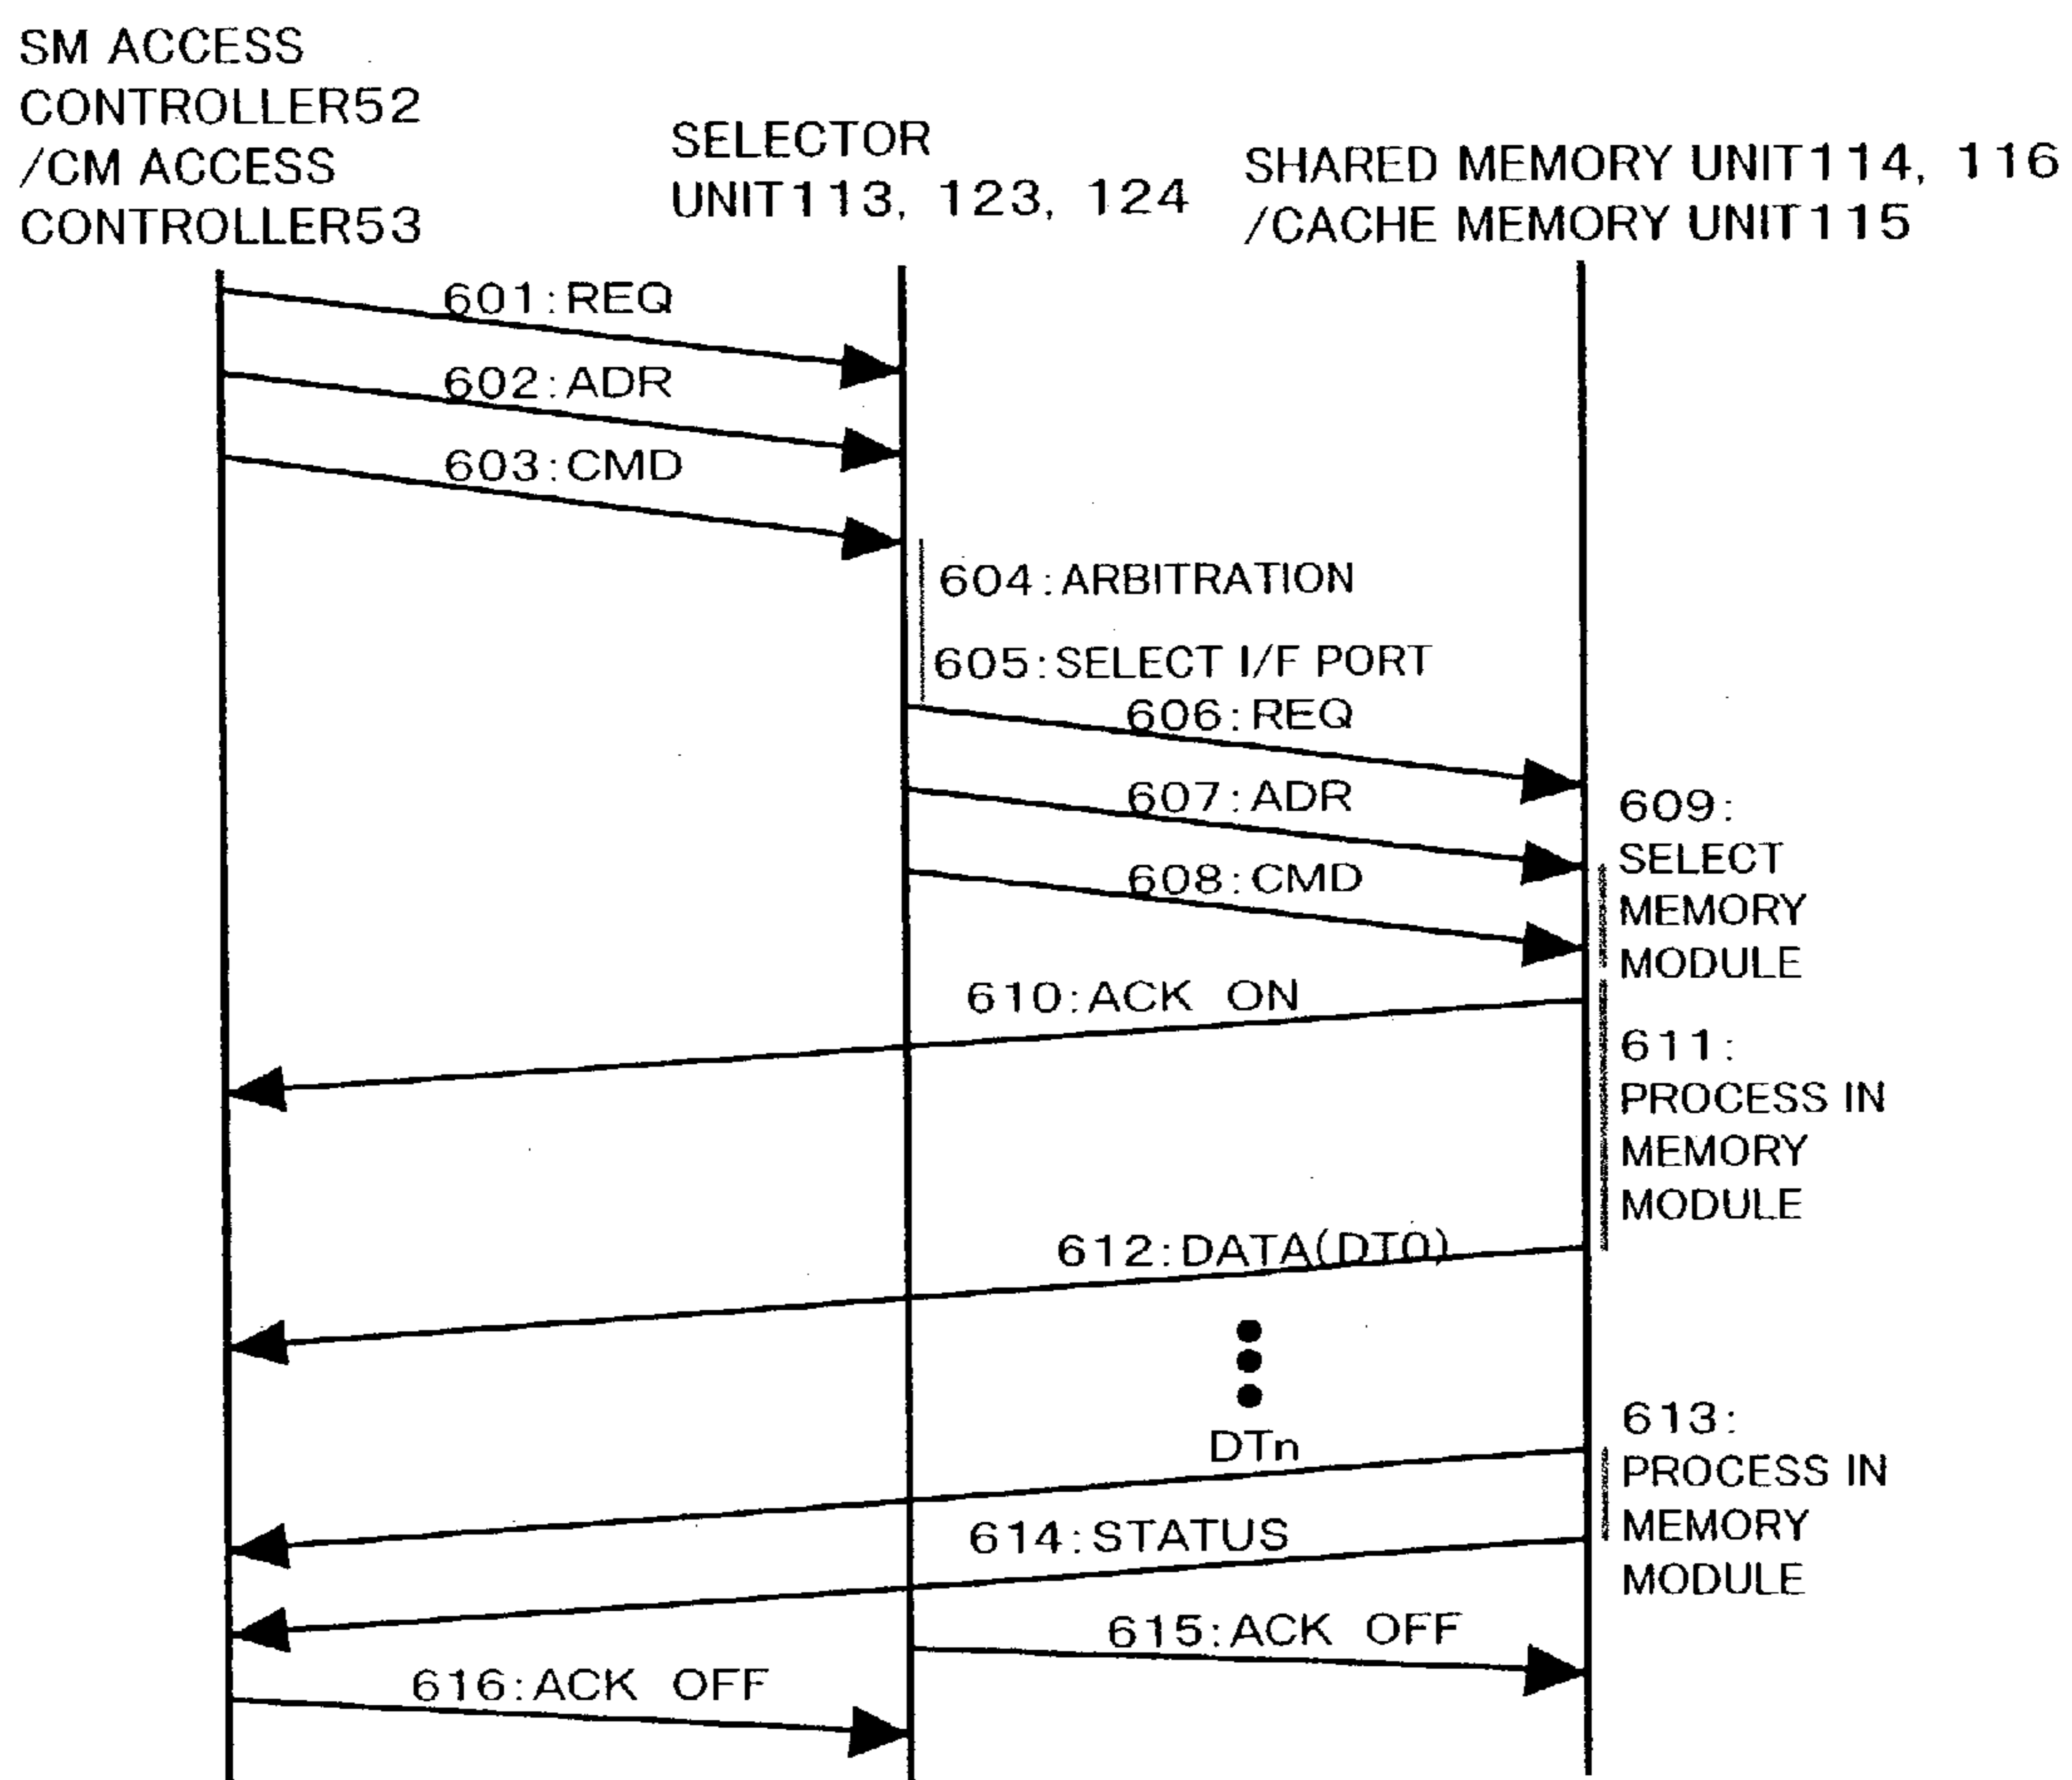 SM ACCESS
CONTROLLER52
/CM ACCESS
CONTROLLER53
SELECTOR
UNIT113, 123, 124
SHARED MEMORY UNIT114, 116
/CACHE MEMORY UNIT115
601:REQ
602:ADR
603:CMD
604:ARBITRATION
605:SELECT I/F PORT
606:REQ
607:ADR
608:CMD
609:
SELECT
MEMORY
MODULE
610:ACK ON
611:
PROCESS IN
MEMORY
MODULE
612:DATA(DT0)
DTn
613:
PROCESS IN
MEMORY
MODULE
614:STATUS
615:ACK OFF
616:ACK OFF